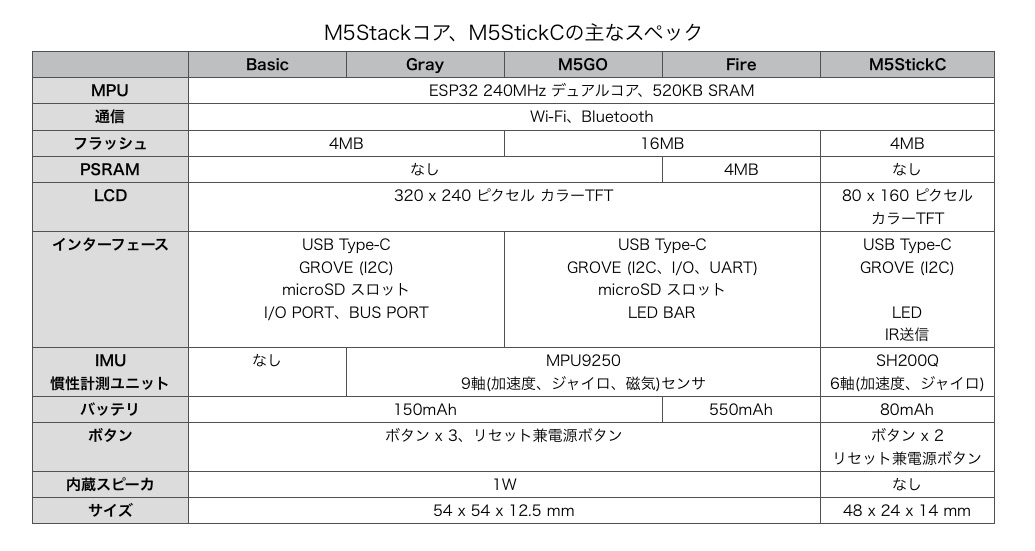 M5Stackコア、M5StickCの主なスペック
Basic Gray M5GO Fire M5StickC
MPU ESP32 240MHz デュアルコア、520KB SRAM
通信 Wi-Fi、Bluetooth
フラッシュ 4MB 16MB 4MB
PSRAM なし 4MB なし
LCD 320 x 240 ピクセル カラーTFT 80 x 160 ピクセル
カラーTFT
インターフェース USB Type-C USB Type-C USB Type-C
GROVE (I2C) GROVE (I2C、I/O、UART) GROVE (I2C)
microSD スロット microSD スロット
I/O PORT、BUS PORT LED BAR LED
IR送信
IMU なし MPU9250 SH200Q
慣性計測ユニット 9軸(加速度、ジャイロ、磁気)センサ 6軸(加速度、ジャイロ)
バッテリ 150mAh 550mAh 80mAh
ボタン ボタン x 3、リセット兼電源ボタン ボタン x 2
リセット兼電源ボタン
内蔵スピーカ 1W なし
サイズ 54 x 54 x 12.5 mm 48 x 24 x 14 mm